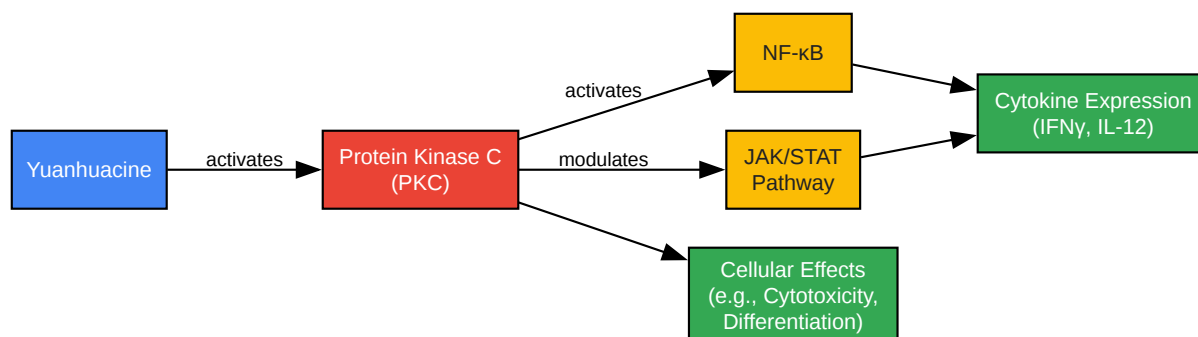 Yuanhuacine
activates
Protein Kinase C
(PKC)
activates
modulates
NF-κB
JAK/STAT
Pathway
Cellular Effects
(e.g., Cytotoxicity,
Differentiation)
Cytokine Expression
(IFNγ, IL-12)